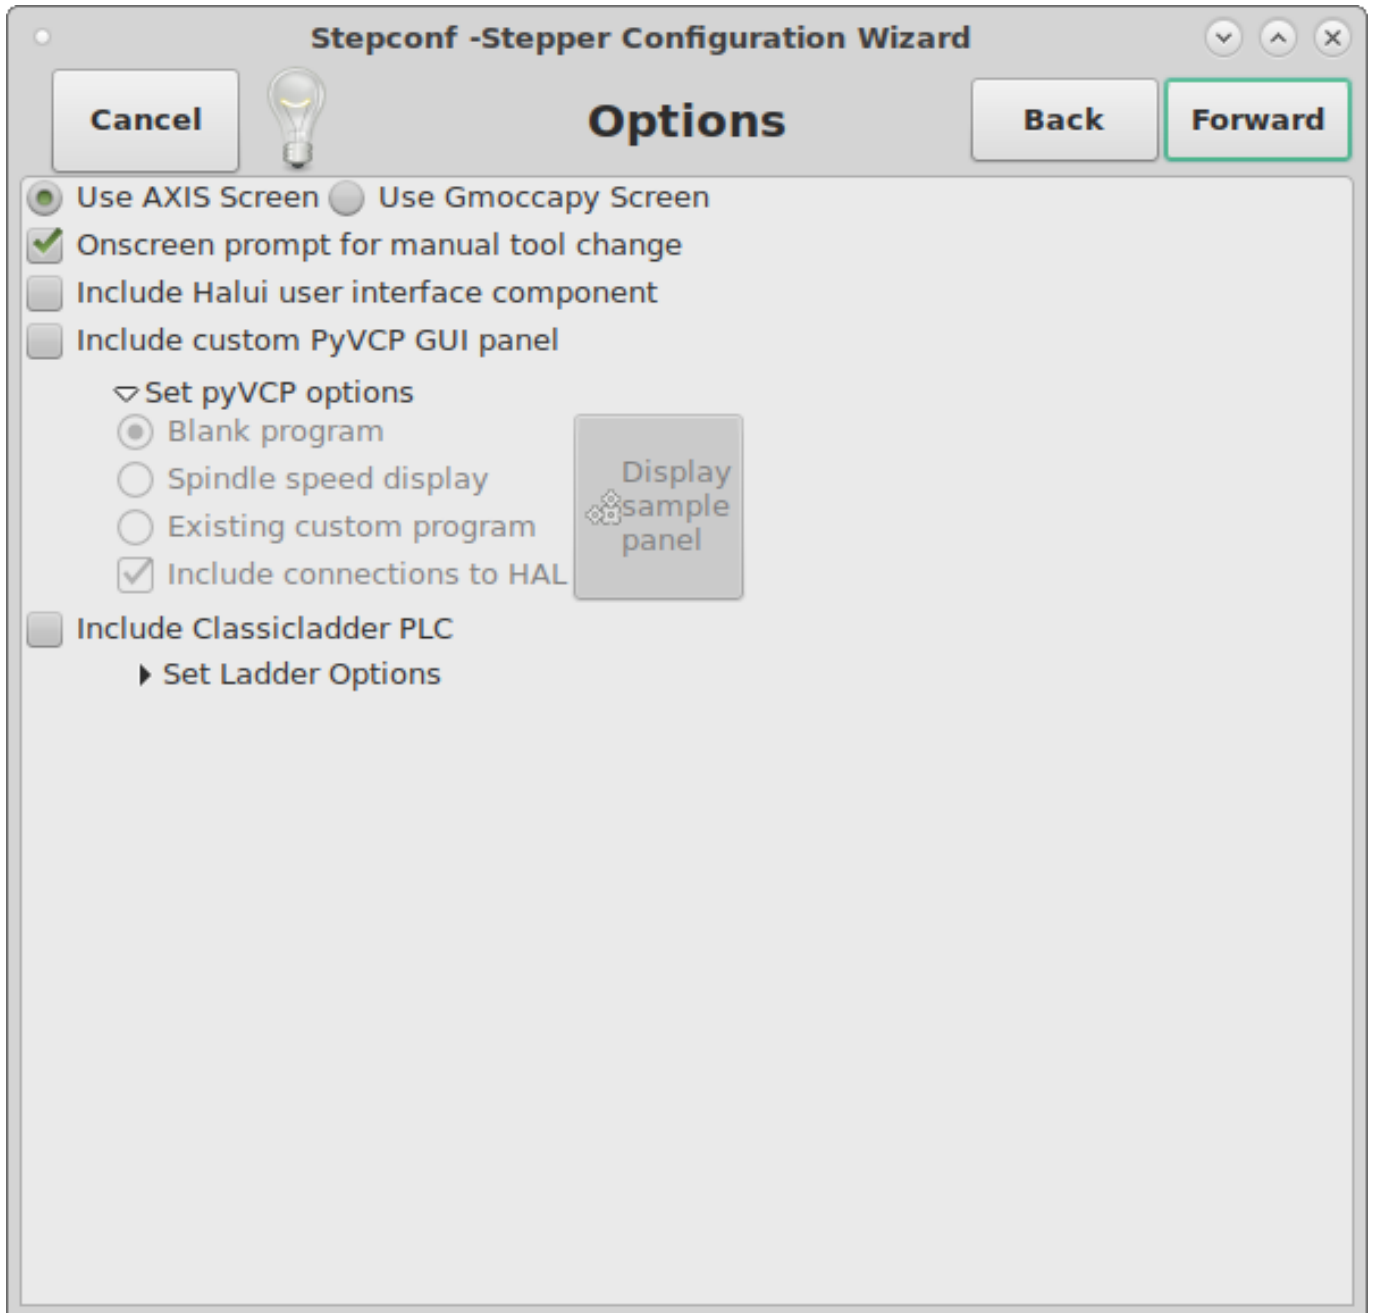 Stepconf -Stepper Configuration Wizard
Cancel
Options
Back
Forward
Use AXIS Screen
Use Gmoccapy Screen
Onscreen prompt for manual tool change
Include Halui user interface component
Include custom PyVCP GUI panel
Set pyVCP options
Blank program
Spindle speed display
Existing custom program
Include connections to HAL
Display
sample
panel
Include Classicladder PLC
Set Ladder Options